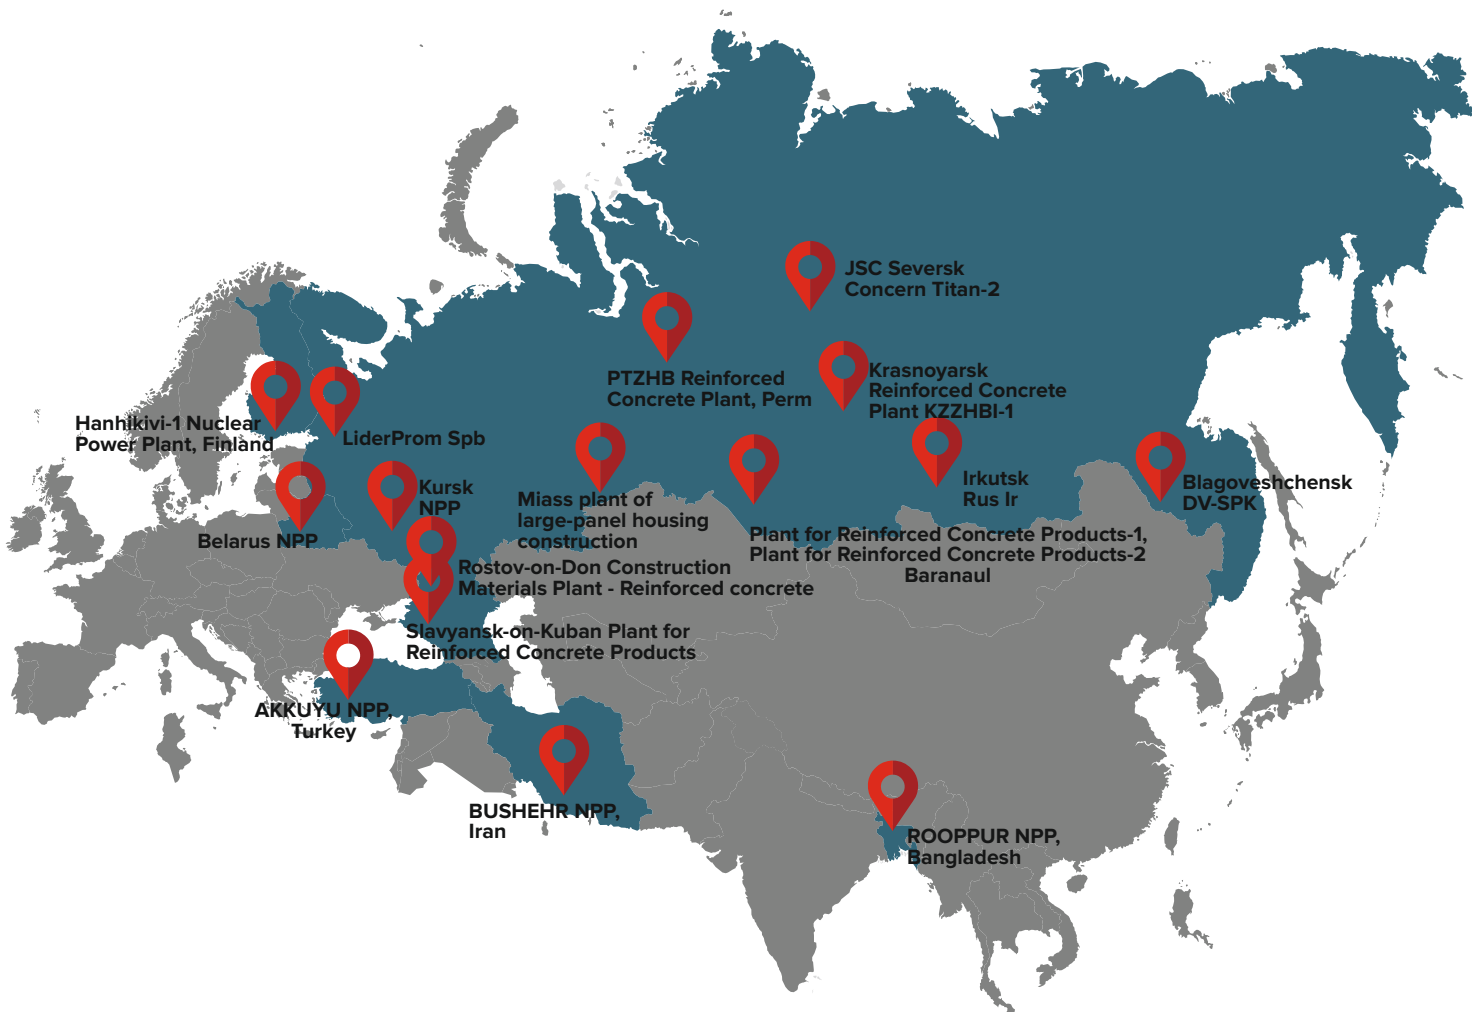 JSC Seversk
Concern Titan-2
PTZHB Reinforced
Concrete Plant, Perm
Krasnoyarsk
Reinforced Concrete
Plant KZZHBI-1
Hanhikivi-1 Nuclear
Power Plant, Finland
LiderProm Spb
Kursk
NPP
Miass plant of
large-panel housing
construction
Irkutsk
Rus Ir
Blagoveshchensk
DV-SPK
Belarus NPP
Plant for Reinforced Concrete Products-1,
Plant for Reinforced Concrete Products-2
Baranaul
Rostov-on-Don Construction
Materials Plant - Reinforced concrete
Slavyansk-on-Kuban Plant for
Reinforced Concrete Products
AKKUYU NPP,
Turkey
BUSHEHR NPP,
Iran
ROOPPUR NPP,
Bangladesh